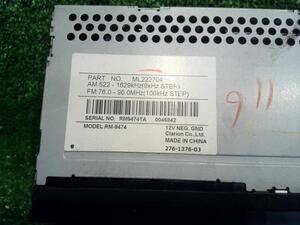 PART NO. ML222704
AM:522 - 1629kHz(9kHz STEP)
FM:76.0 - 90.0MHz(100kHz STEP)
SERIAL NO. RM9474TA 0046042
MODEL.RM-9474
12V NEG. GND
Clarion Co.,Ltd.
MADE IN CHINA
276-1376-03
911